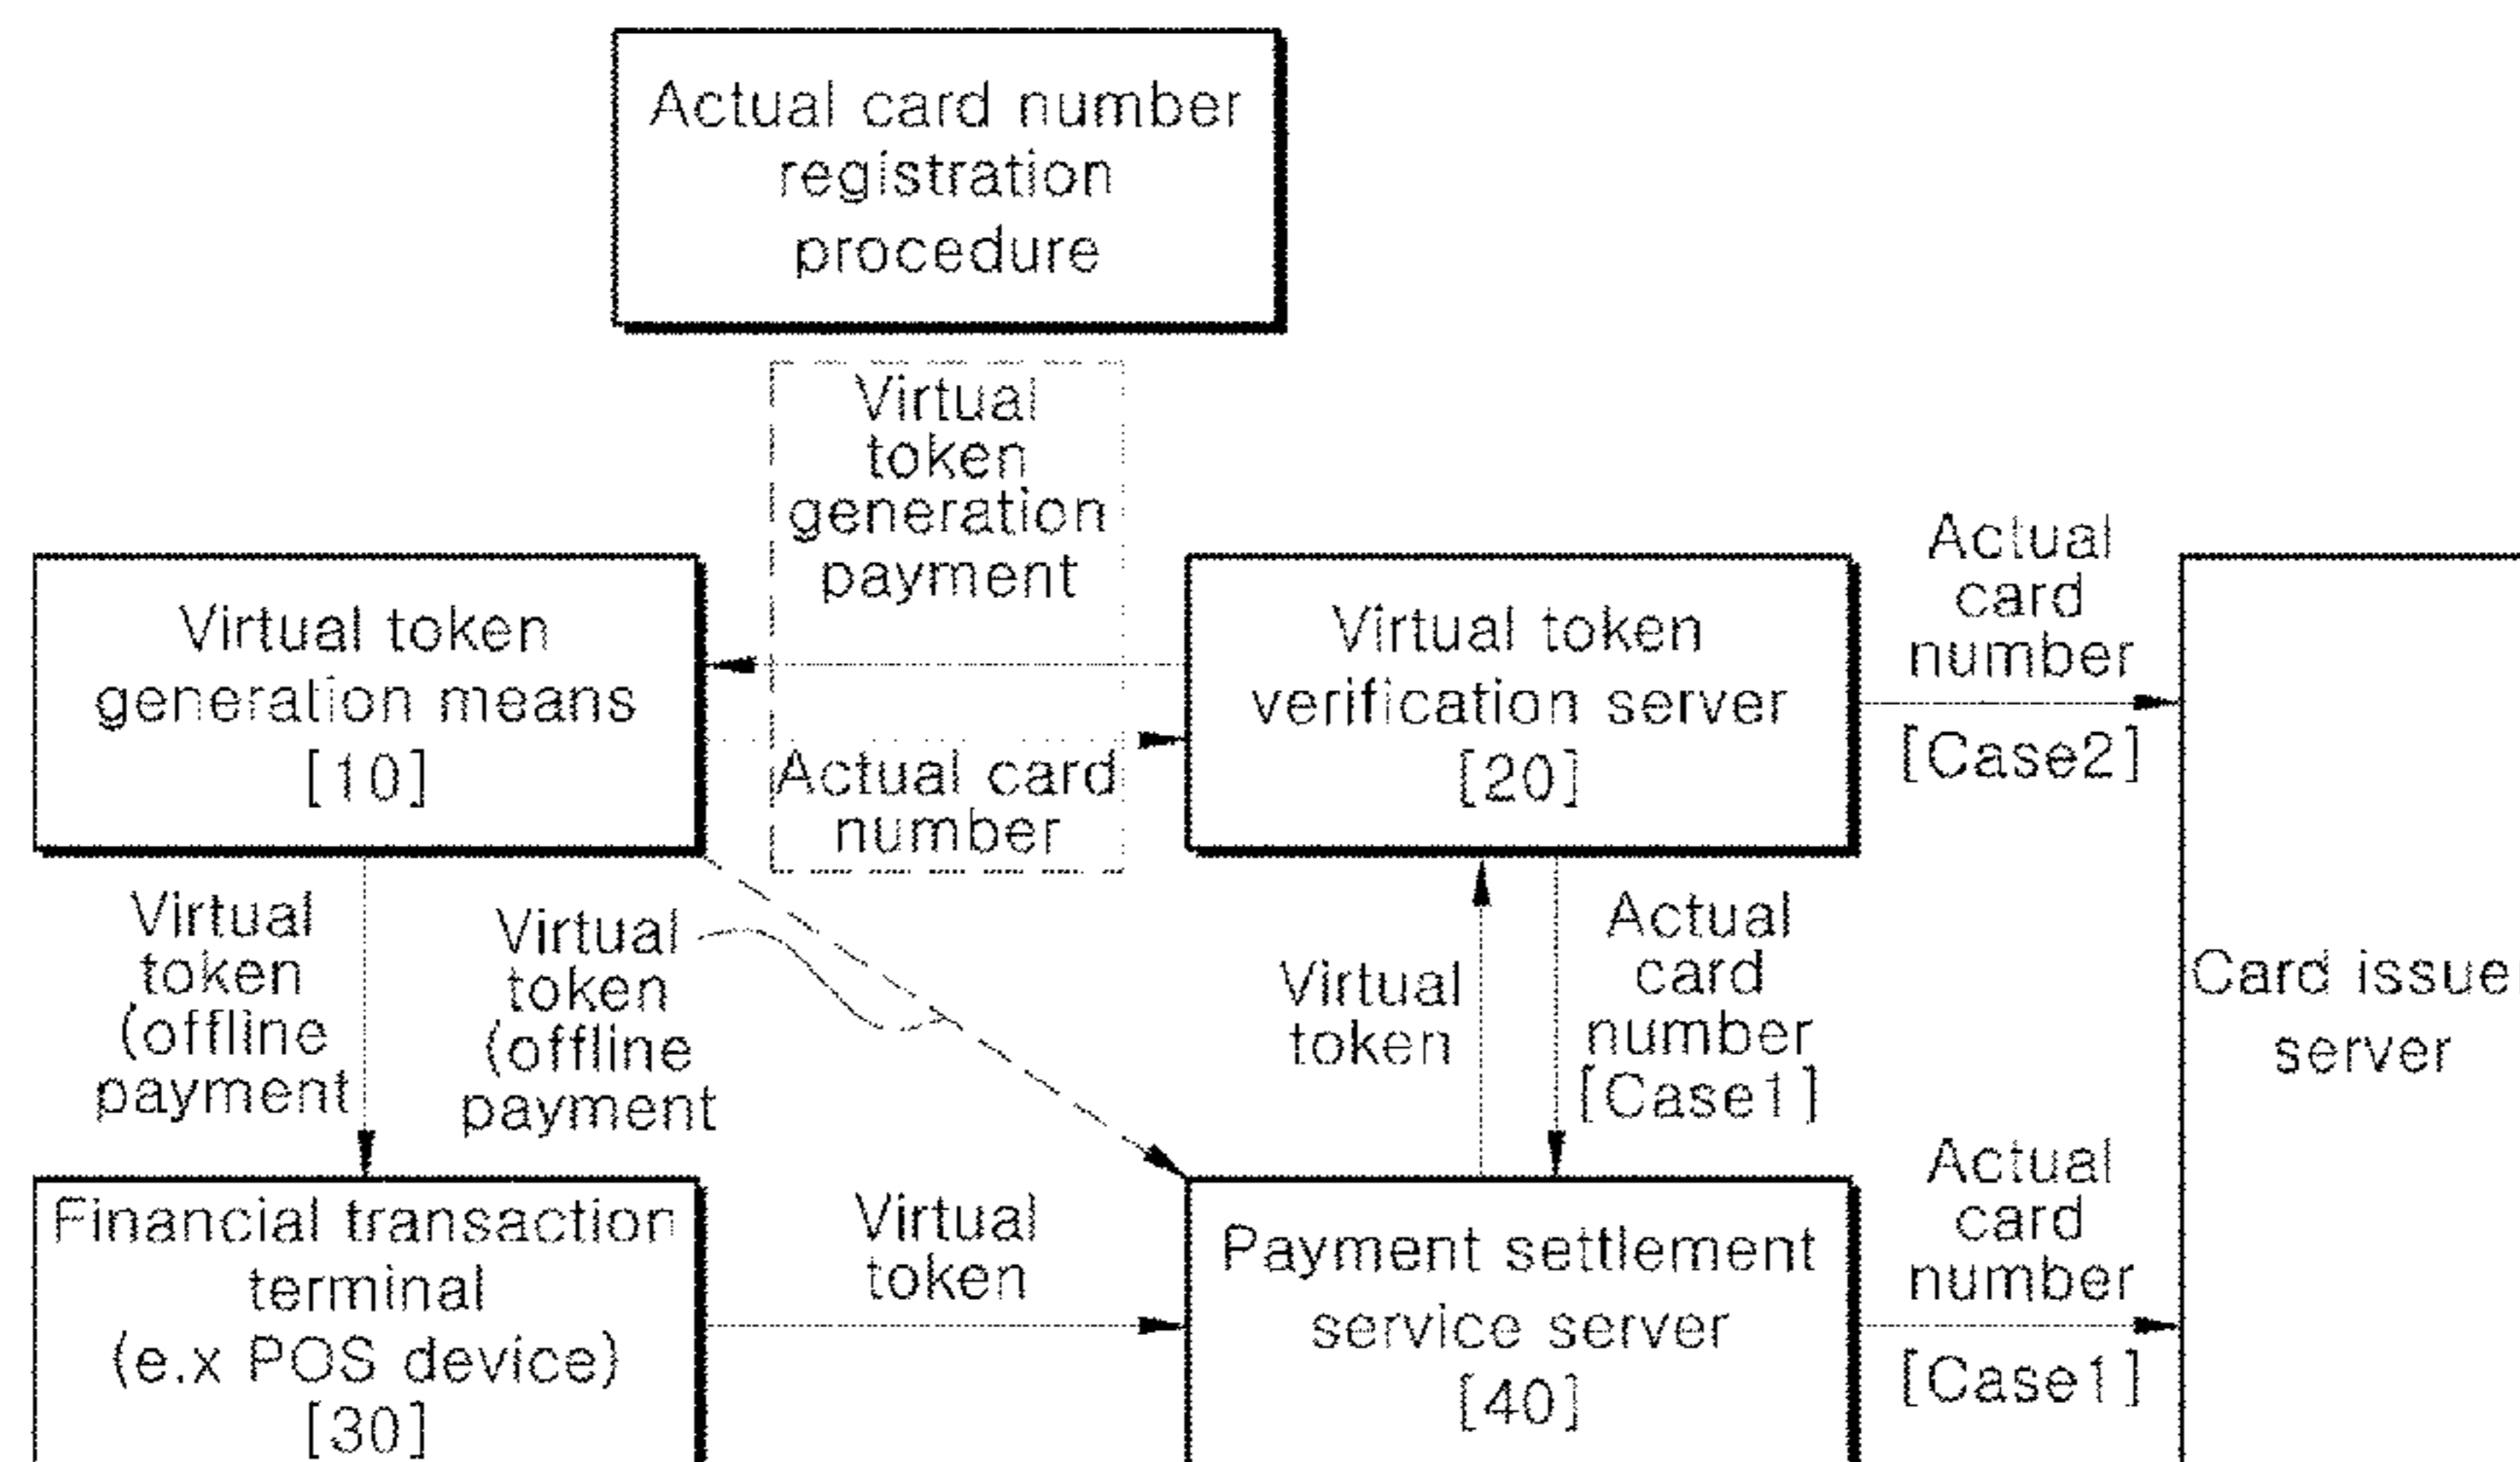 Actual card number
registration
procedure
Virtual
token
generation
payment
Virtual token
generation means
[10]
Actual card
number
Virtual token
verification server
[20]
Actual
card
number
[Case2]
Virtual
token
(offline
payment
Virtual
token
(offline
payment
Virtual
token
Actual
card
number
[Case1]
Card issue
server
Financial transaction
terminal
(e.x POS device)
[30]
Virtual
token
Payment settlement
service server
[40]
Actual
card
number
[Case1]